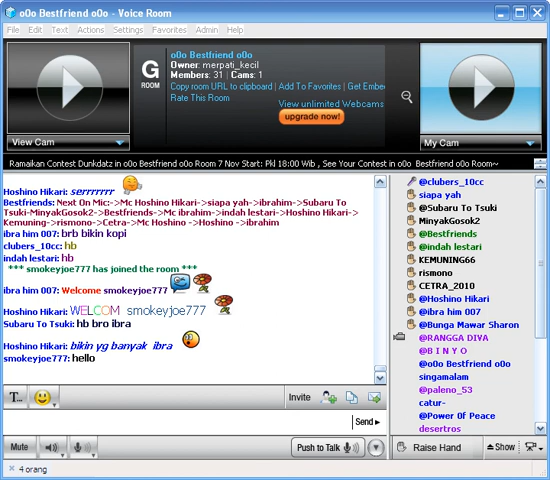 o0o Bestfriend o0o - Voice Room
File Edit Text Actions Settings Favorites Admin Help
G
ROOM
o0o Bestfriend o0o
Owner: merpati_kecil
Members: 31 | Cams: 1
Copy room URL to clipboard | Add To Favorites | Get Embe
Rate This Room
View unlimited Webcams
upgrade now!
View Cam
My Cam
Ramaikan Contest Dunkdatz in o0o Bestfriend o0o Room 7 Nov Start: Pkl 18:00 Wib , See Your Contest in o0o Bestfriend o0o Room~
Hoshino Hikari: serrrrrrr
Bestfriends: Next On Mic:->Mc Hoshino Hikari->siapa yah->ibrahim->Subaru To
Tsuki-MinyakGosok2->Bestfriends->Mc ibrahim->indah lestari->Hoshino Hikari->
Kemuning->rismono->Cetra->Mc Hoshino ->Hoshino ->ibrahim
ibra him 007: brb bikin kopi
clubers_10cc: hb
indah lestari: hb
*** smokeyjoe777 has joined the room ***
ibra him 007: Welcome smokeyjoe777
Hoshino Hikari: WELCOM smokeyjoe777
Subaru To Tsuki: hb bro ibra
Hoshino Hikari: bikin yg banyak ibra
smokeyjoe777: hello
@clubers_10cc
siapa yah
@Subaru To Tsuki
MinyakGosok2
@Bestfriends
@indah lestari
KEMUNING66
rismono
CETRA_2010
@Hoshino Hikari
@ibra him 007
@Bunga Mawar Sharon
@RANGGA DIVA
@B I N Y O
@o0o Bestfriend o0o
singamalam
@paleno_53
catur-
@Power 0f Peace
desertros
T...
Invite
Send
Mute
Push to Talk
Raise Hand
Show
4 orang